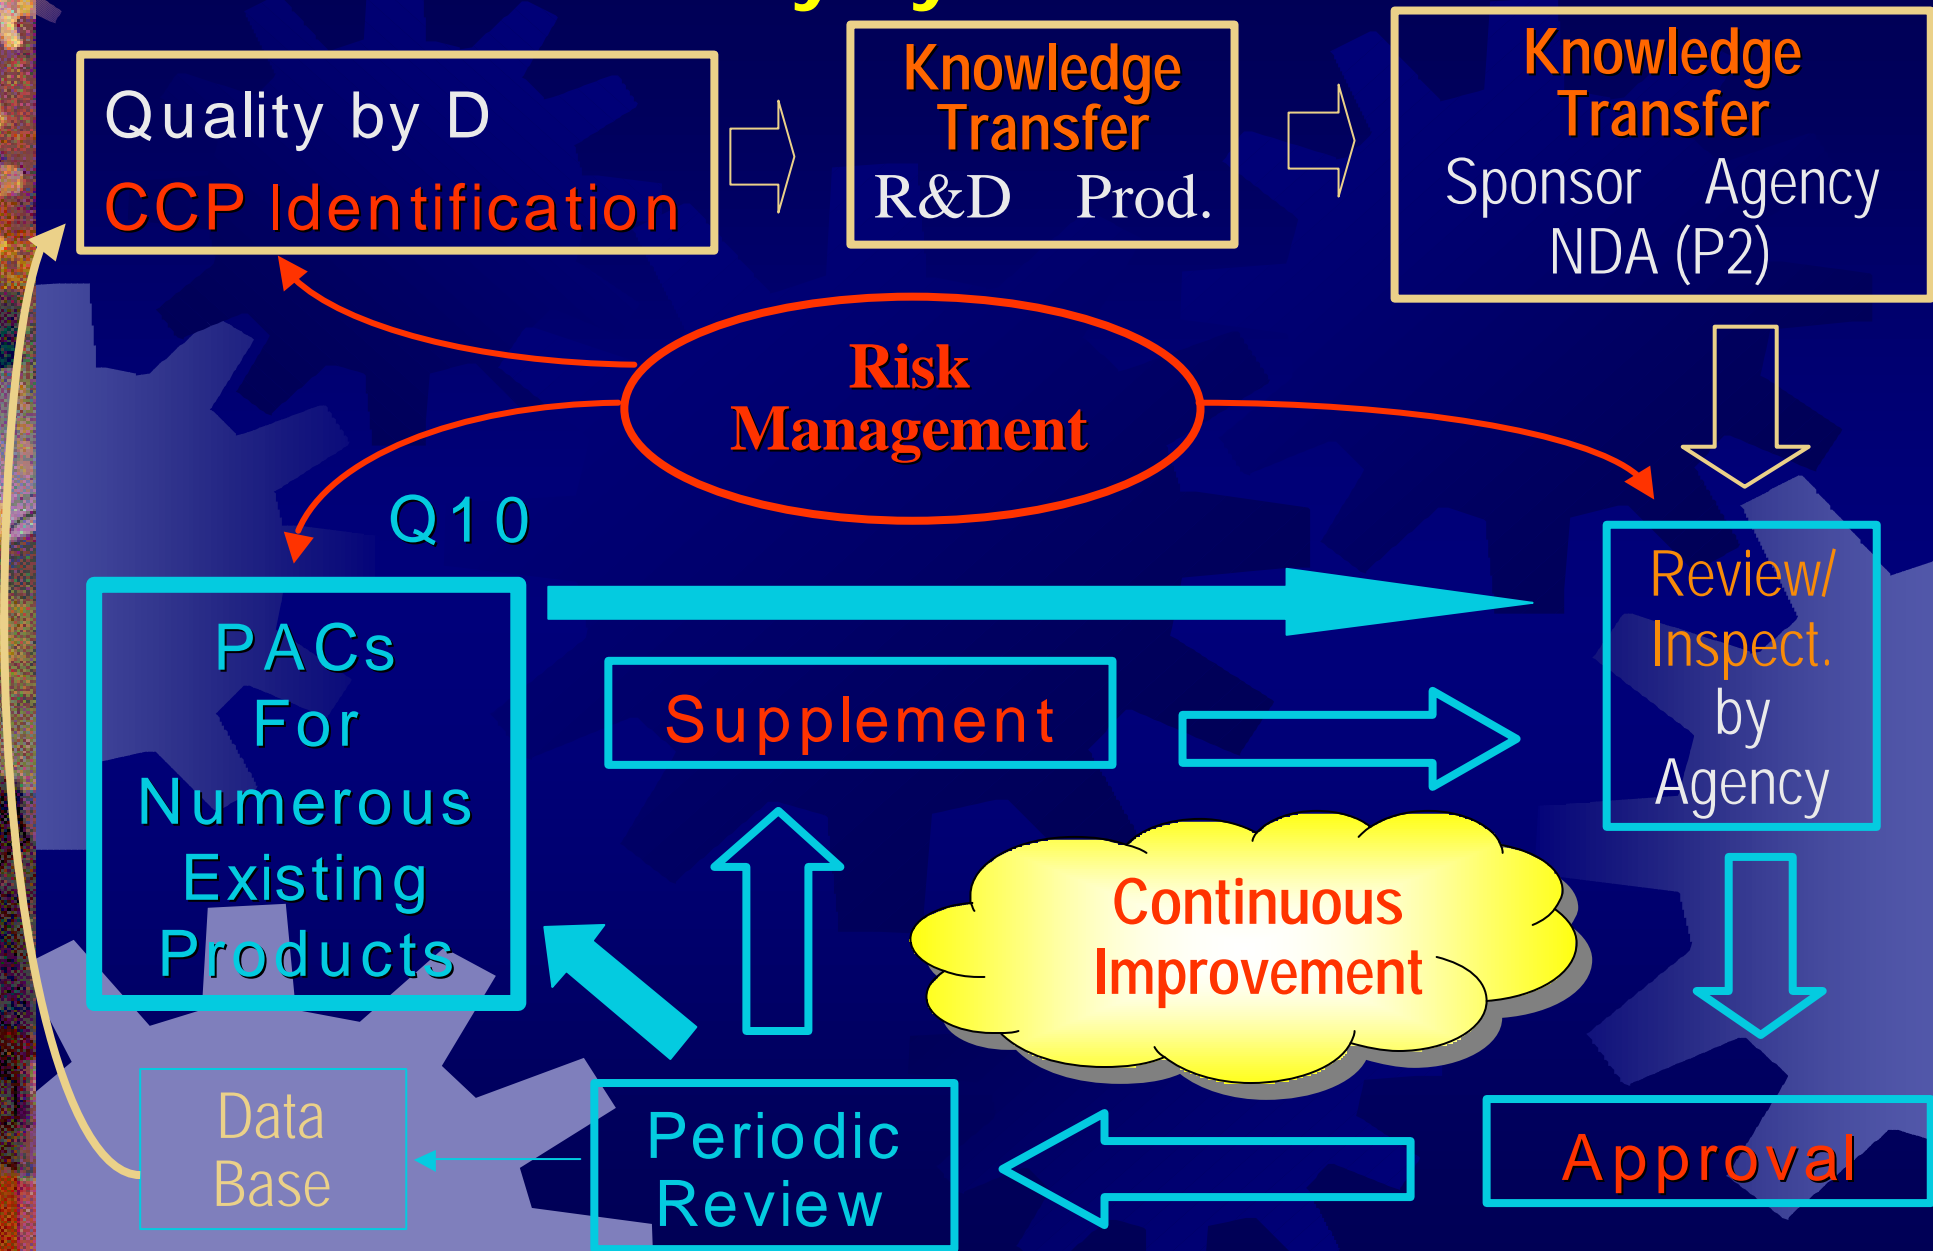 Quality by D
CCP Identification
Knowledge
Transfer
R&D Prod.
Knowledge
Transfer
Sponsor Agency
NDA (P2)
Risk
Management
Q10
PACs
For
Numerous
Existing
Products
Supplement
Review/
Inspect.
by
Agency
Continuous
Improvement
Data
Base
Periodic
Review
Approval